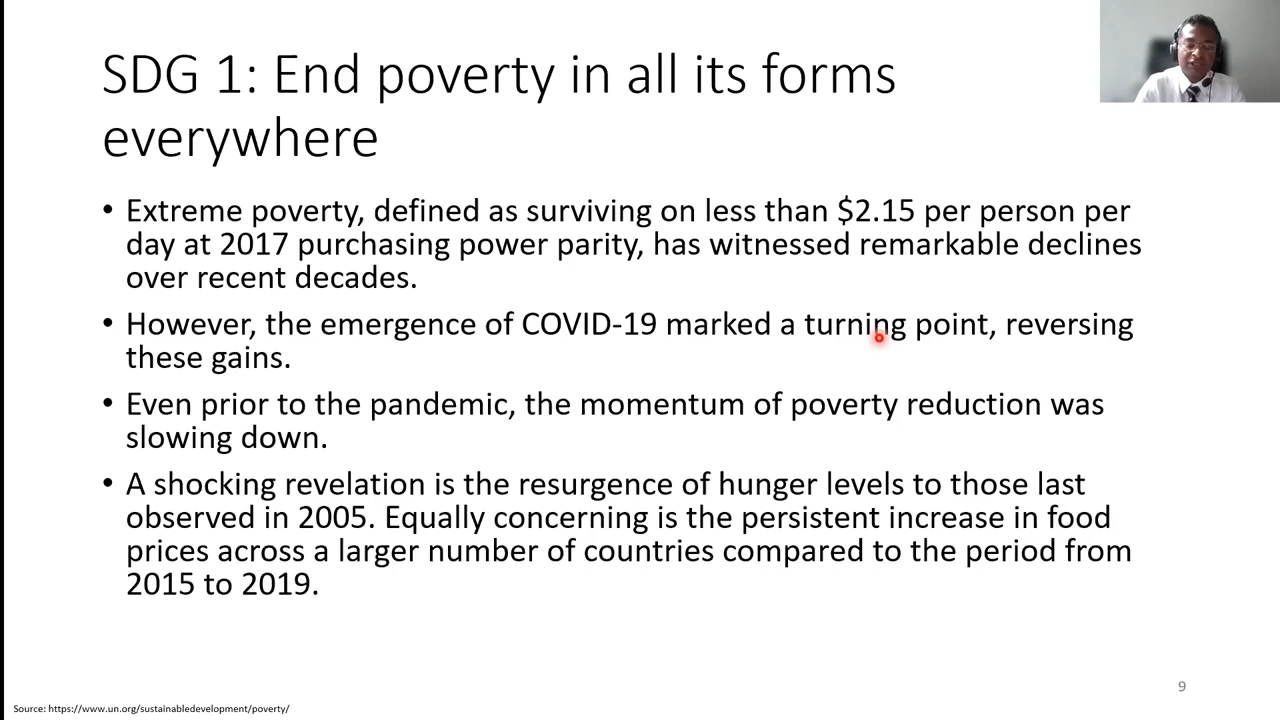 SDG 1: End poverty in all its forms
everywhere
• Extreme poverty, defined as surviving on less than $2.15 per person per
day at 2017 purchasing power parity, has witnessed remarkable declines
over recent decades.
• However, the emergence of COVID-19 marked a turning point, reversing
these gains.
• Even prior to the pandemic, the momentum of poverty reduction was
slowing down.
• A shocking revelation is the resurgence of hunger levels to those last
observed in 2005. Equally concerning is the persistent increase in food
prices across a larger number of countries compared to the period from
2015 to 2019.
9
Source: https://www.un.org/sustainabledevelopment/poverty/